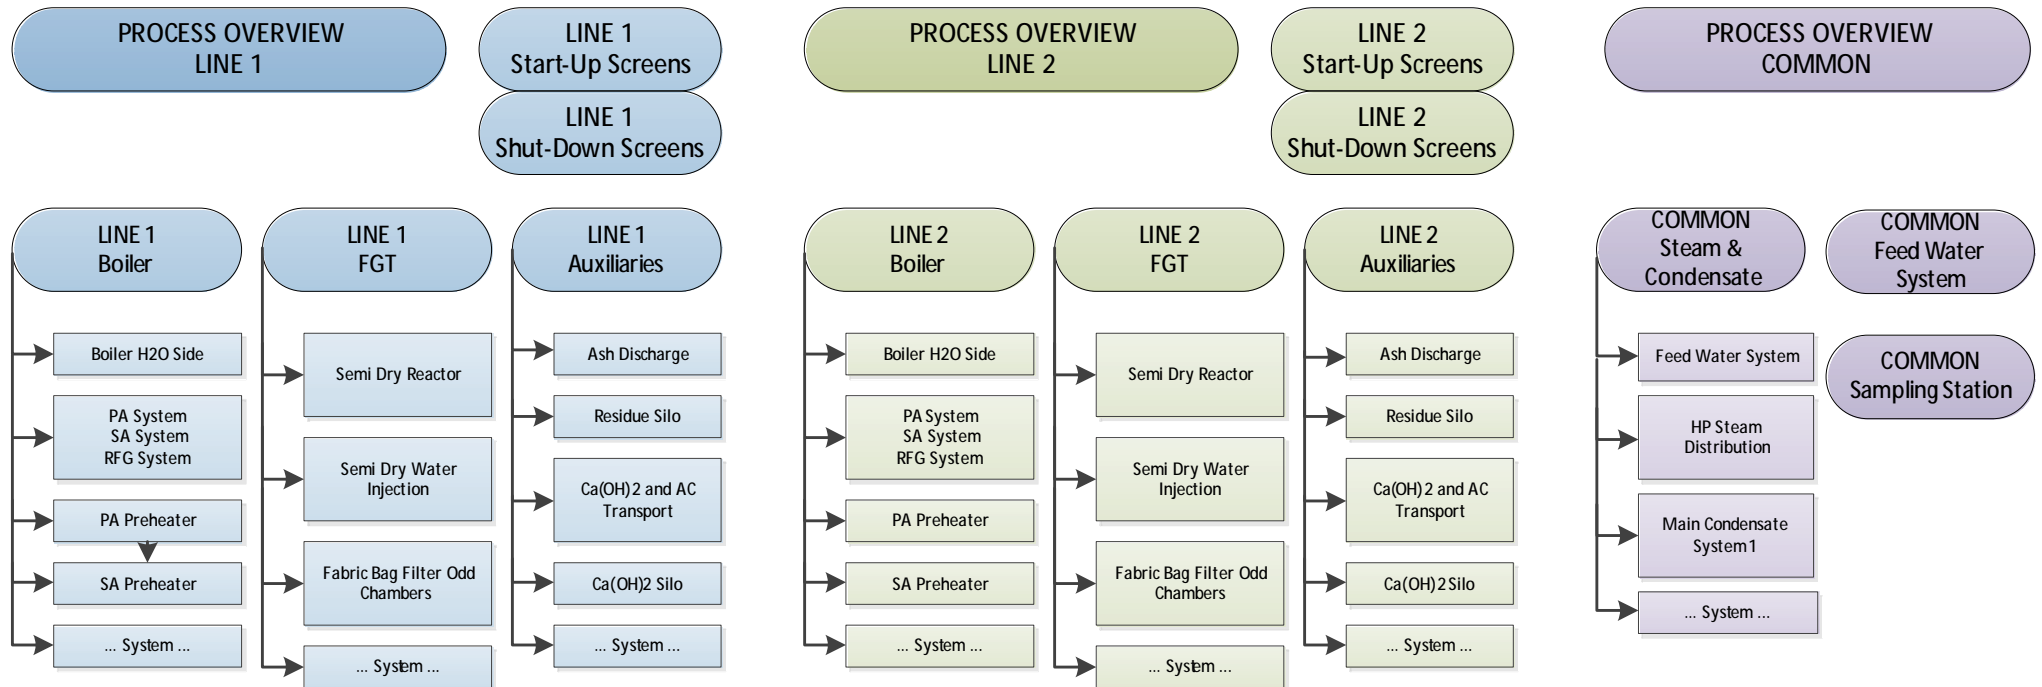 PROCESS OVERVIEW
LINE 1
LINE 1
Start-Up Screens
LINE 1
Shut-Down Screens
PROCESS OVERVIEW
LINE 2
LINE 2
Start-Up Screens
LINE 2
Shut-Down Screens
PROCESS OVERVIEW
COMMON
LINE 1
Boiler
Boiler H2O Side
PA System
SA System
RFG System
PA Preheater
SA Preheater
... System ...
LINE 1
FGT
Semi Dry Reactor
Semi Dry Water
Injection
Fabric Bag Filter Odd
Chambers
... System ...
LINE 1
Auxiliaries
Ash Discharge
Residue Silo
Ca(OH)2 and AC
Transport
Ca(OH)2 Silo
... System ...
LINE 2
Boiler
Boiler H2O Side
PA System
SA System
RFG System
PA Preheater
SA Preheater
... System ...
LINE 2
FGT
Semi Dry Reactor
Semi Dry Water
Injection
Fabric Bag Filter Odd
Chambers
... System ...
LINE 2
Auxiliaries
Ash Discharge
Residue Silo
Ca(OH)2 and AC
Transport
Ca(OH)2 Silo
... System ...
COMMON
Steam &
Condensate
Feed Water System
HP Steam
Distribution
Main Condensate
System1
... System ...
COMMON
Feed Water
System
COMMON
Sampling Station